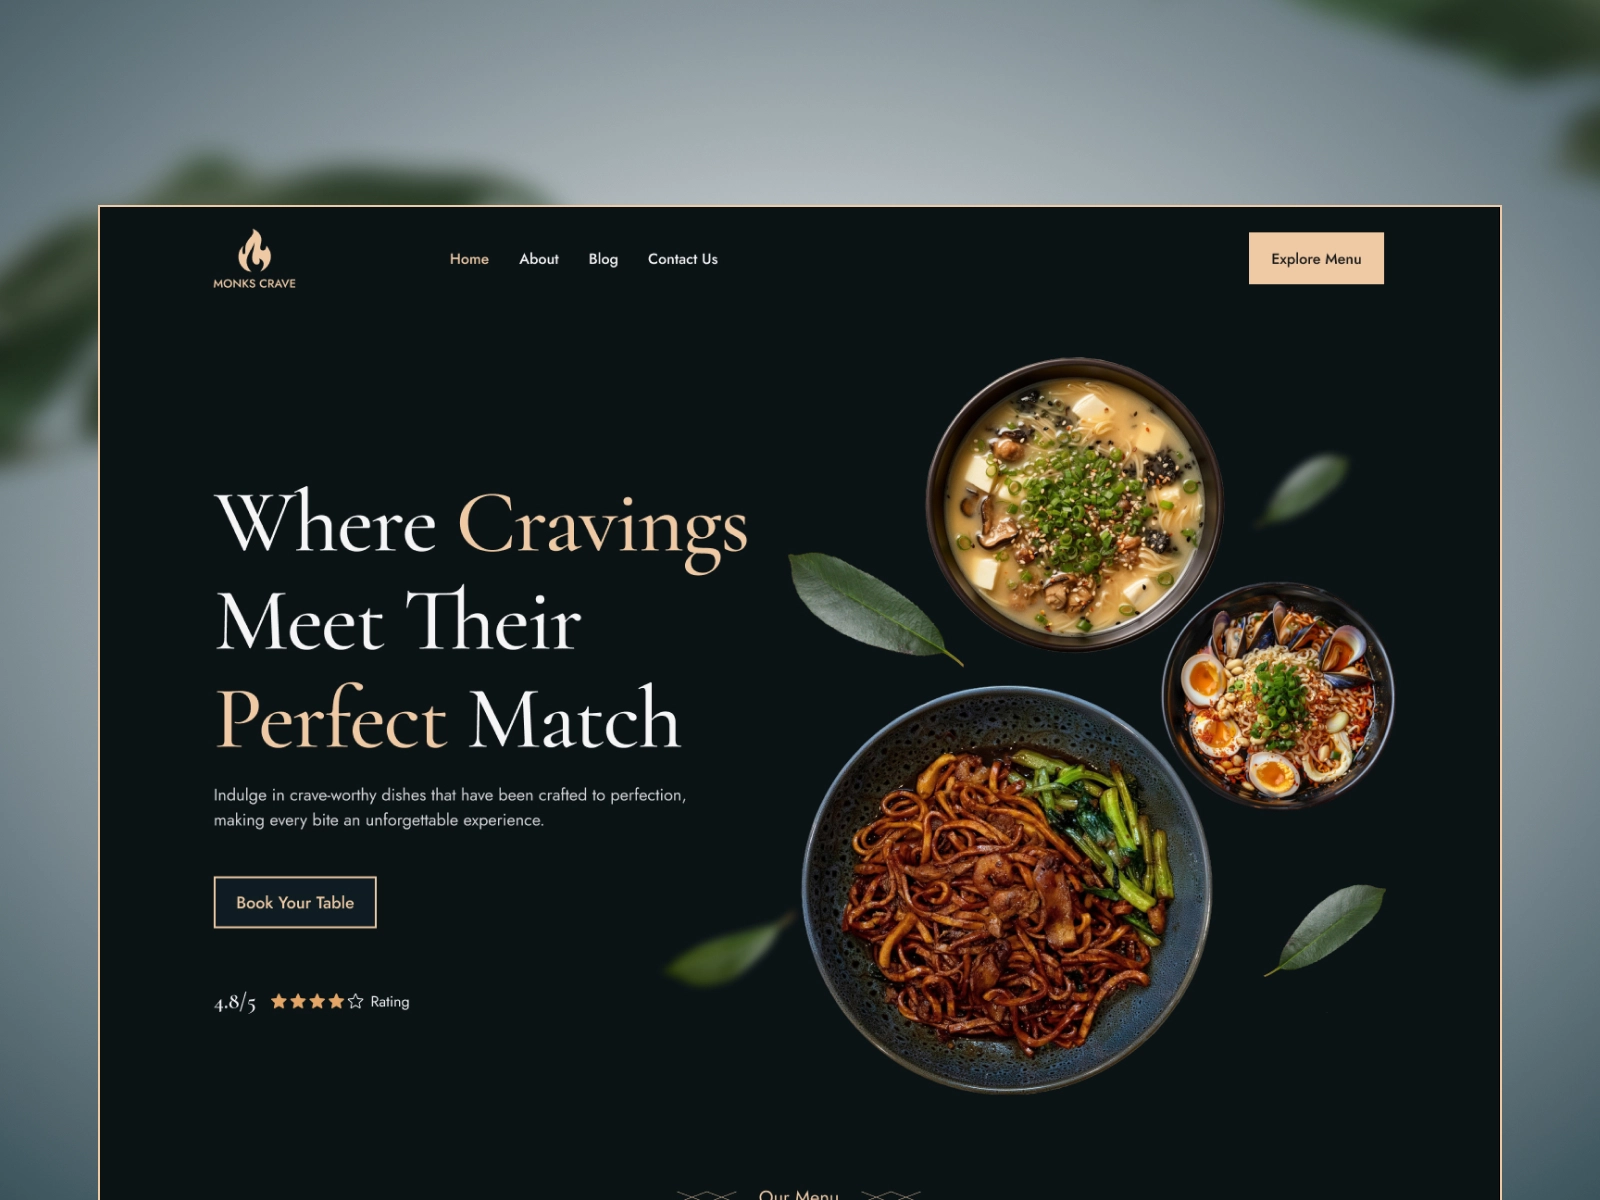 MONKS CRAVE
Home About Blog Contact Us
Explore Menu
Where Cravings
Meet Their
Perfect Match
Indulge in crave-worthy dishes that have been crafted to perfection,
making every bite an unforgettable experience.
Book Your Table
4.8/5 Rating
Our Menu